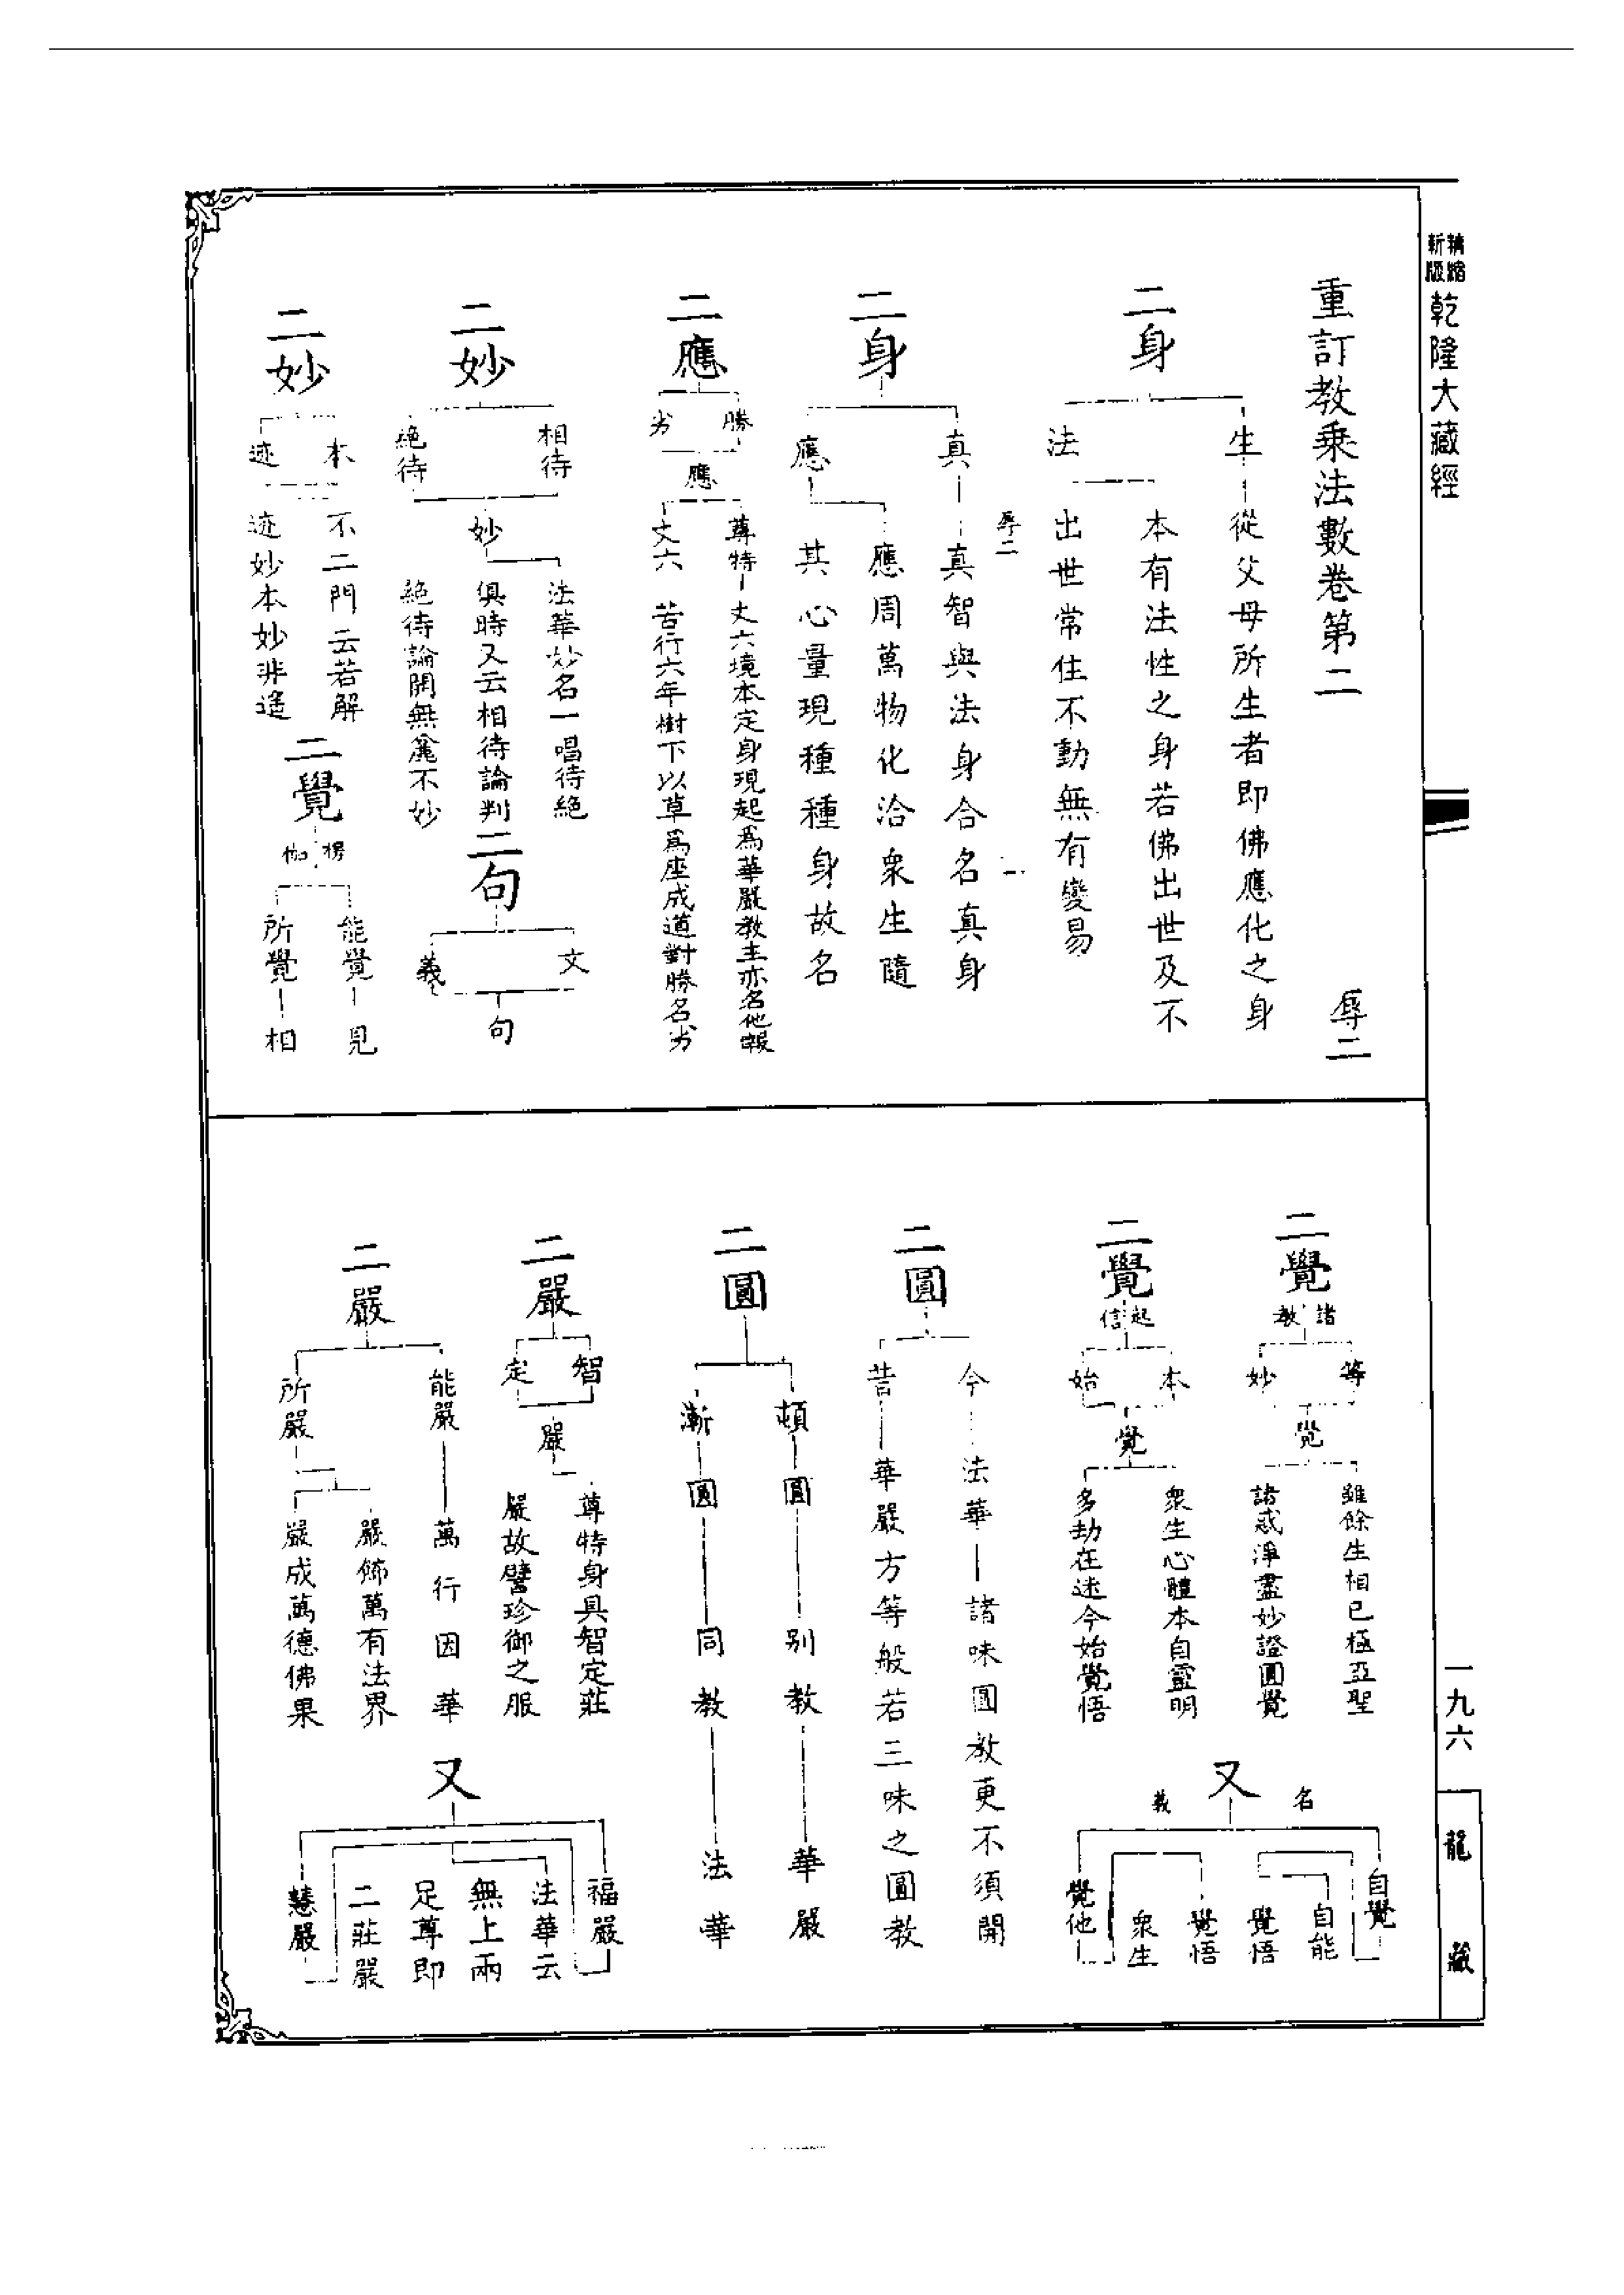 精縮
新版
乾隆大藏經
重訂教乘法數卷第二
辱二
二身
生
從父母所生者即佛應化之身
法
本有法性之身若佛出世及不
出世常住不動無有變易
辱二
一
二身
真
真智與法身合名真身
應
應周萬物化洽衆生隨
其心量現種種身故名
二應
勝
劣
應
尊特
丈六境本定身現起爲華嚴教主亦名他報
丈六
苦行六年樹下以草爲座成道對勝名劣
二妙
相待
絶待
妙
法華妙名一唱待絶
俱時又云相待論判
絶待論開無麁不妙
二句
文
義
句
二妙
本
迹
不二門云若解
迹妙本妙非遥
二覺
楞
伽
能覺
見
所覺
相
二覺
諸
教
等
妙
覺
雖餘生相已極亞聖
諸惑淨盡妙證圓覺
二覺
起
信
本
始
覺
衆生心體本自靈明
多劫在迷今始覺悟
又
名
義
自覺
自能
覺悟
覺悟
衆生
覺他
二圓
今
法華
諸味圓教更不須開
昔
華嚴方等般若三味之圓教
二圓
頓
圓
別教
華嚴
漸
圓
同教
法華
二嚴
智
定
嚴
尊特身具智定莊
嚴故譬珍御之服
二嚴
能嚴
萬行因華
所嚴
嚴飾萬有法界
嚴成萬德佛果
又
福嚴
法華云
無上兩
足尊即
二莊嚴
慧嚴
一九六
龍藏